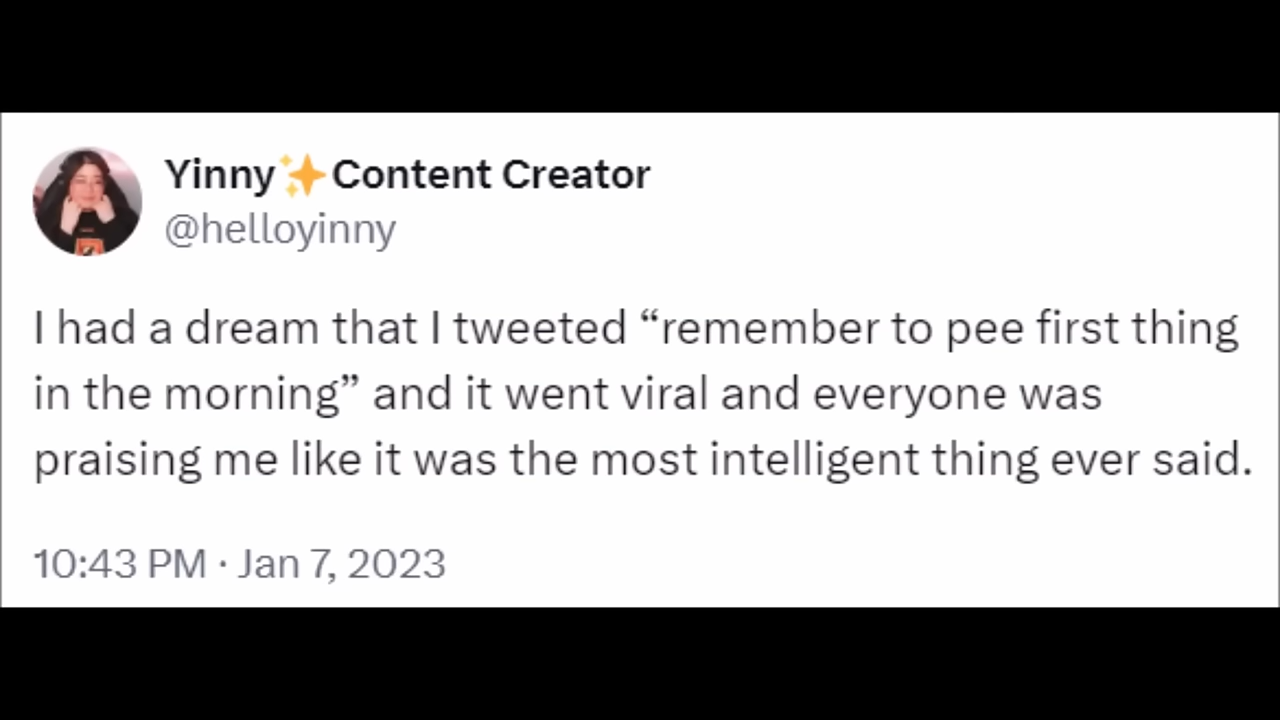 Yinny✨Content Creator
@helloyinny
I had a dream that I tweeted “remember to pee first thing
in the morning” and it went viral and everyone was
praising me like it was the most intelligent thing ever said.
10:43 PM · Jan 7, 2023